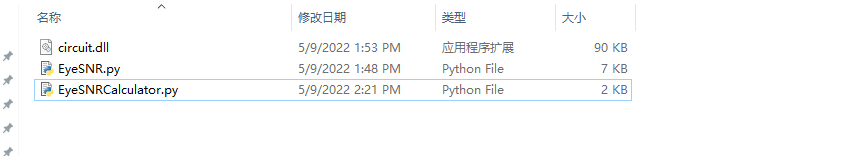 名称 修改日期 类型 大小
circuit.dll 5/9/2022 1:53 PM 应用程序扩展 90 KB
EyeSNR.py 5/9/2022 1:48 PM Python File 7 KB
EyeSNRCalculator.py 5/9/2022 2:21 PM Python File 2 KB